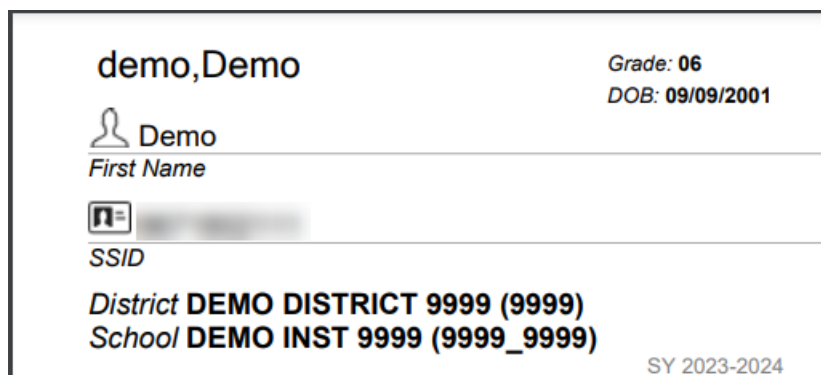 demo,Demo
Grade: 06
DOB: 09/09/2001
Demo
First Name
SSID
District DEMO DISTRICT 9999 (9999)
School DEMO INST 9999 (9999_9999)
SY 2023-2024